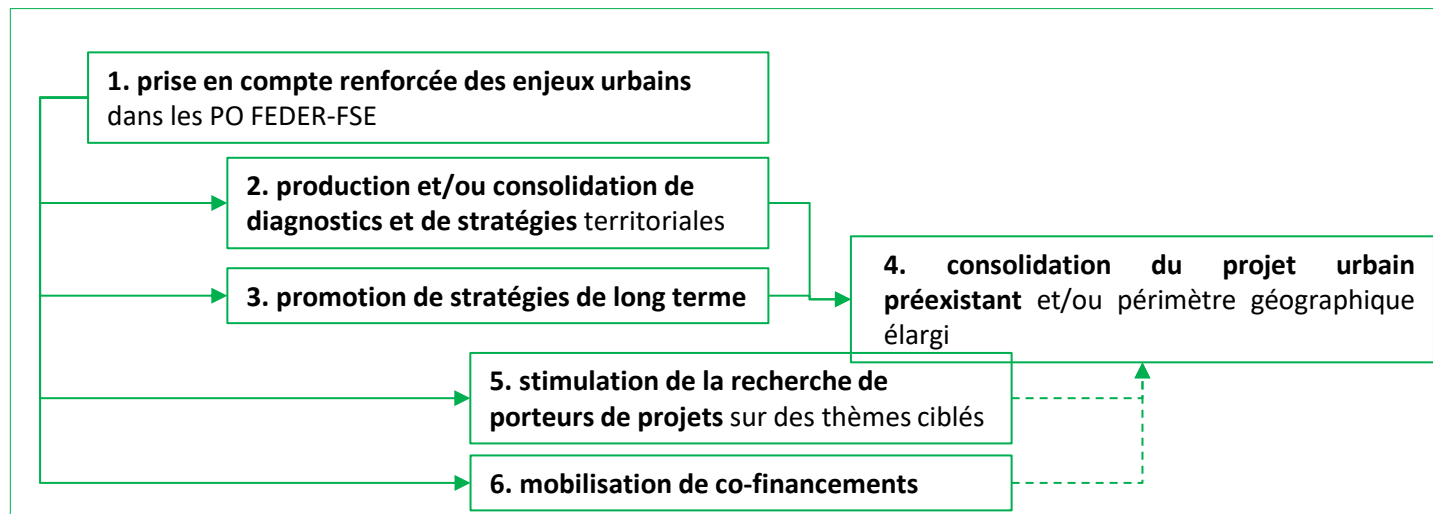 1. prise en compte renforcée des enjeux urbains
dans les PO FEDER-FSE
2. production et/ou consolidation de
diagnostics et de stratégies territoriales
3. promotion de stratégies de long terme
4. consolidation du projet urbain
préexistant et/ou périmètre géographique
élargi
5. stimulation de la recherche de
porteurs de projets sur des thèmes ciblés
6. mobilisation de co-financements